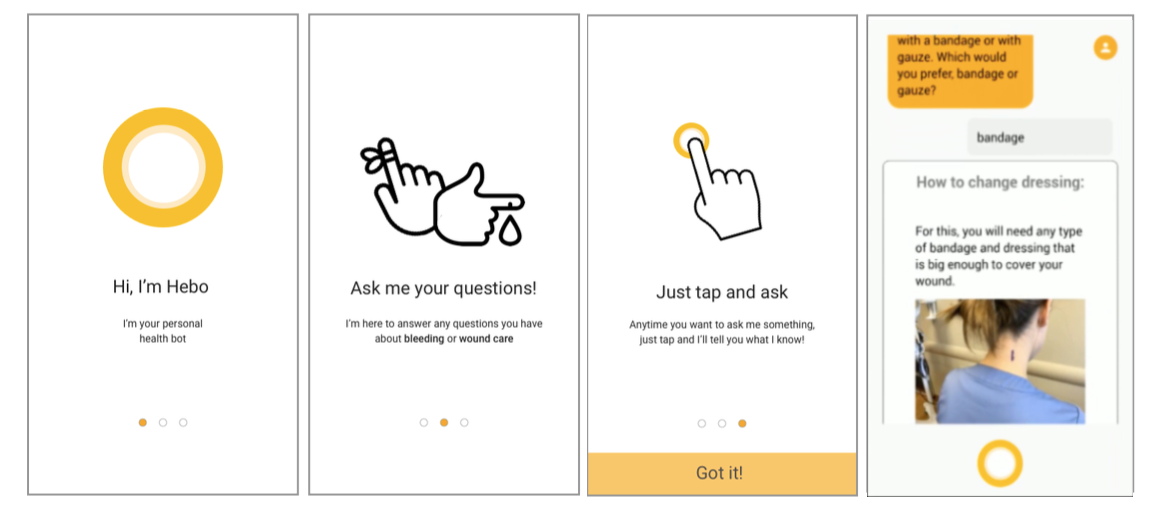 Hi, I'm Hebo
I'm your personal
health bot
Ask me your questions!
I'm here to answer any questions you have
about bleeding or wound care
Just tap and ask
Anytime you want to ask me something,
just tap and I'll tell you what I know!
Got it!
with a bandage or with
gauze. Which would
you prefer, bandage or
gauze?
bandage
How to change dressing:
For this, you will need any type
of bandage and dressing that
is big enough to cover your
wound.